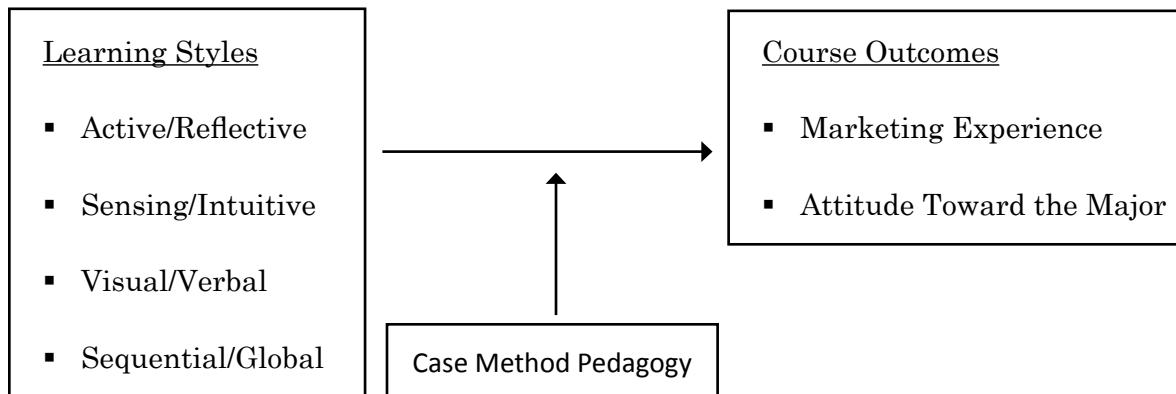 Learning Styles
▪ Active/Reflective
▪ Sensing/Intuitive
▪ Visual/Verbal
▪ Sequential/Global
Case Method Pedagogy
Course Outcomes
▪ Marketing Experience
▪ Attitude Toward the Major